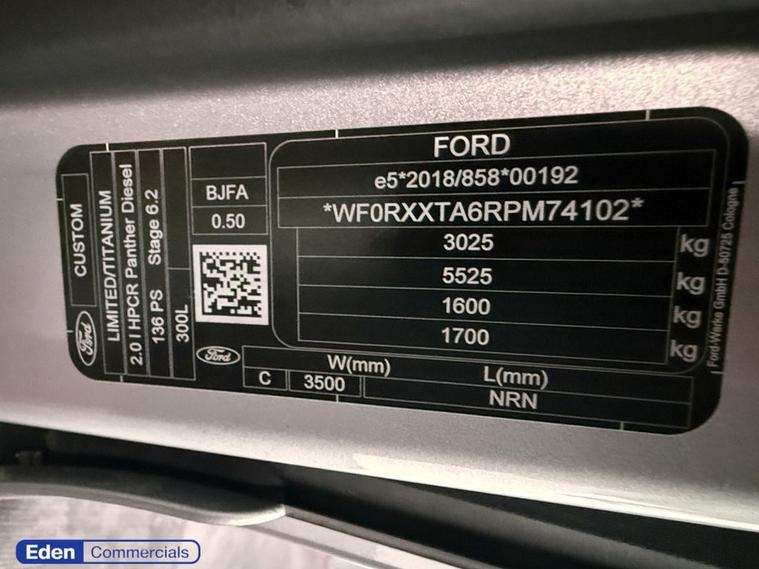 CUSTOM
Ford
LIMITED/TITANIUM
2.0 l HPCR Panther Diesel
136 PS Stage 6.2
300L
BJFA
0.50
Ford
FORD
e5*2018/858*00192
*WF0RXXTA6RPM74102*
3025 kg
5525 kg
1600 kg
1700 kg
W(mm) L(mm)
C 3500 NRN
Ford-Werke GmbH D-50725 Cologne
Eden Commercials